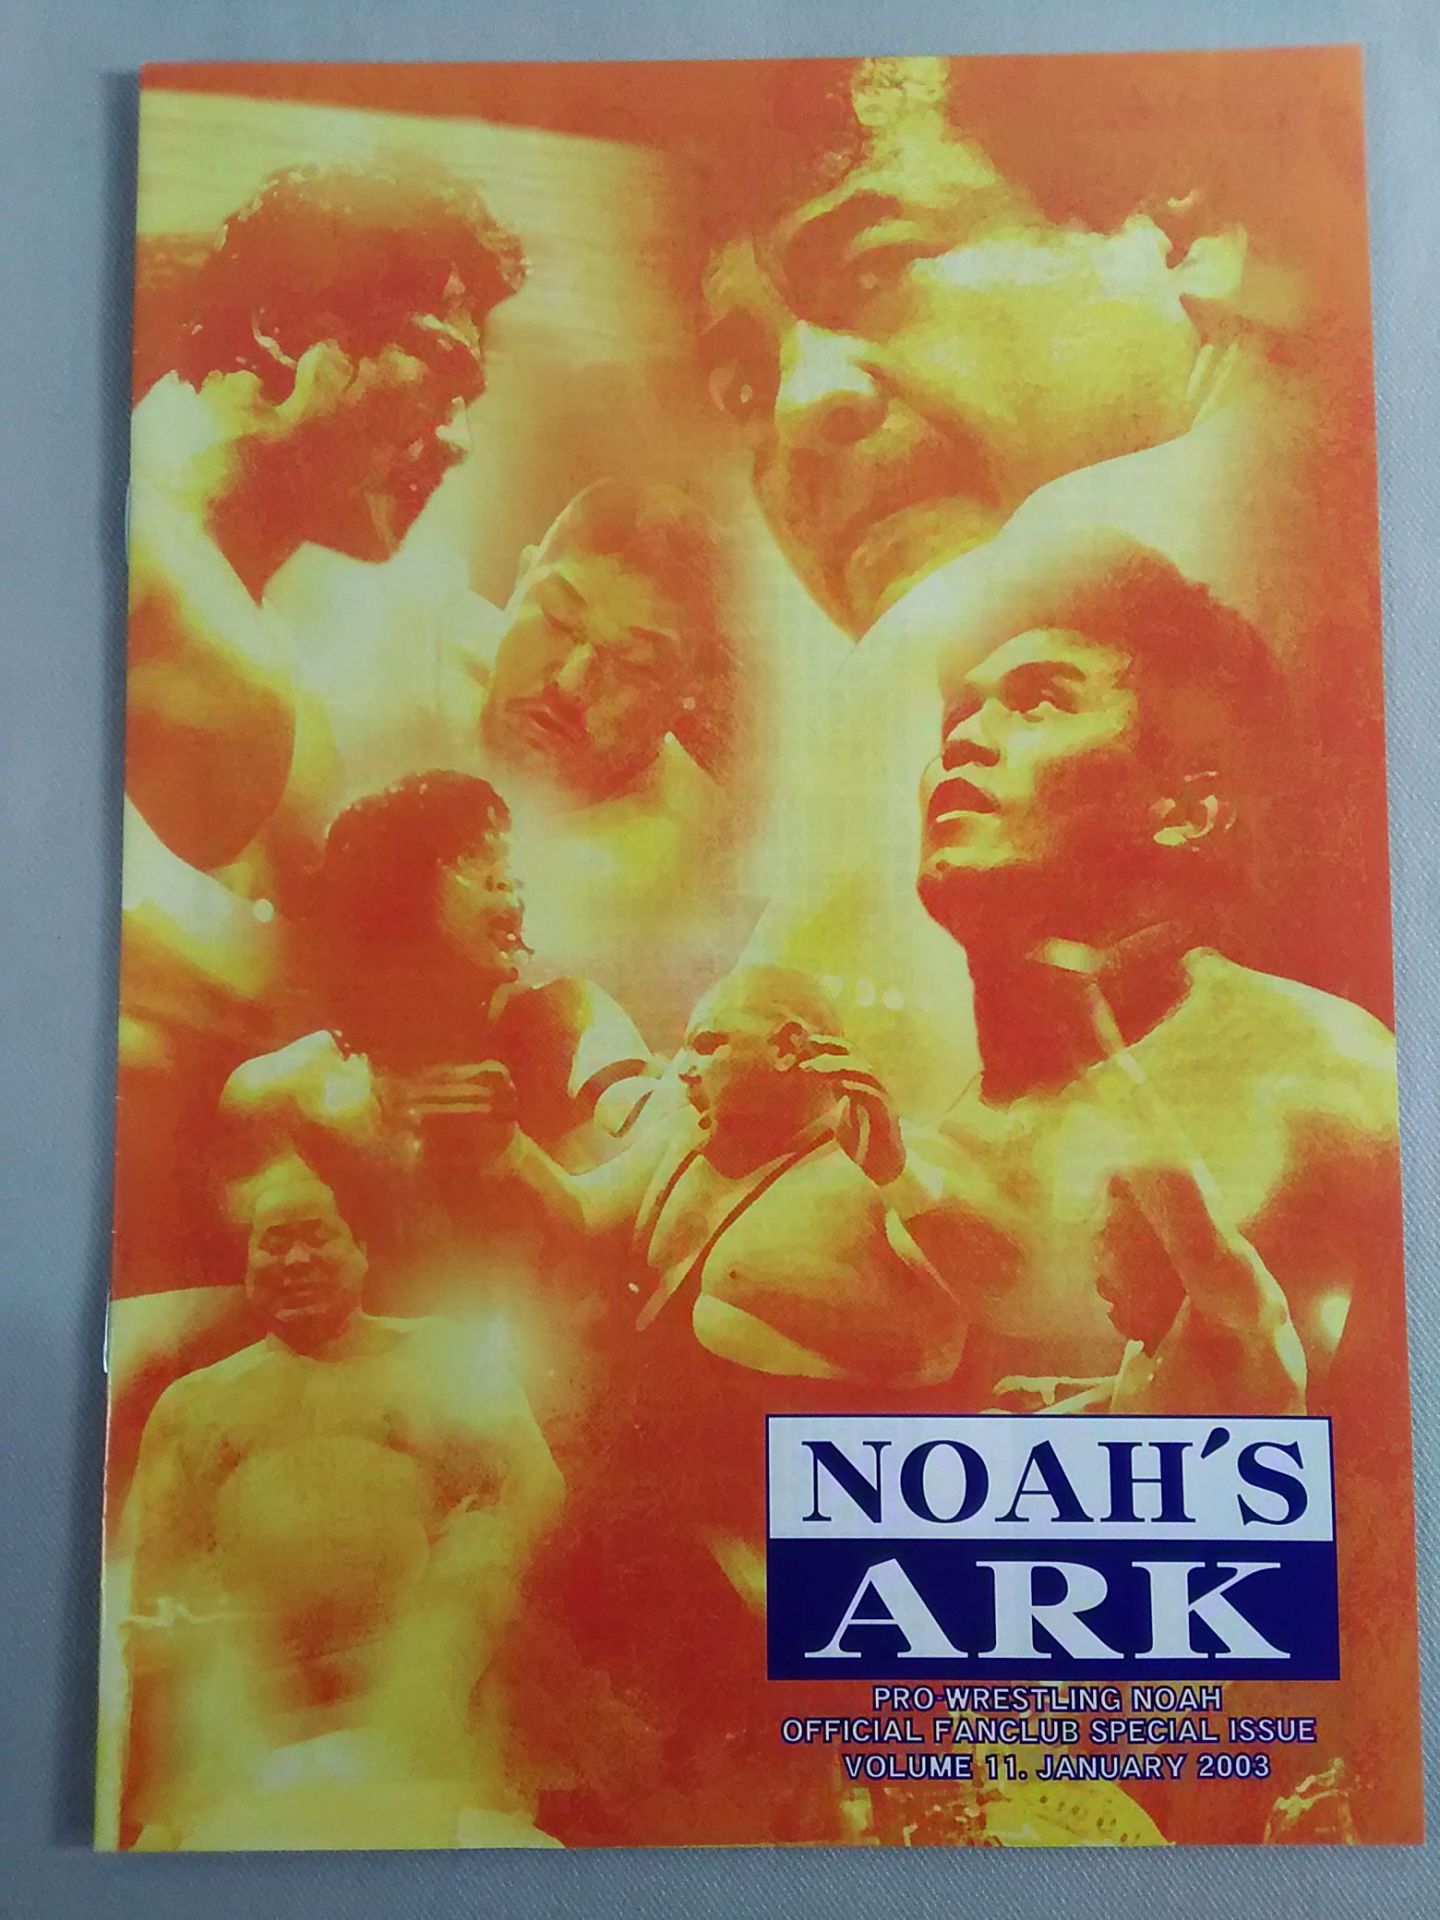 NOAH'S
ARK
PRO-WRESTLING NOAH
OFFICIAL FANCLUB SPECIAL ISSUE
VOLUME 11. JANUARY 2003